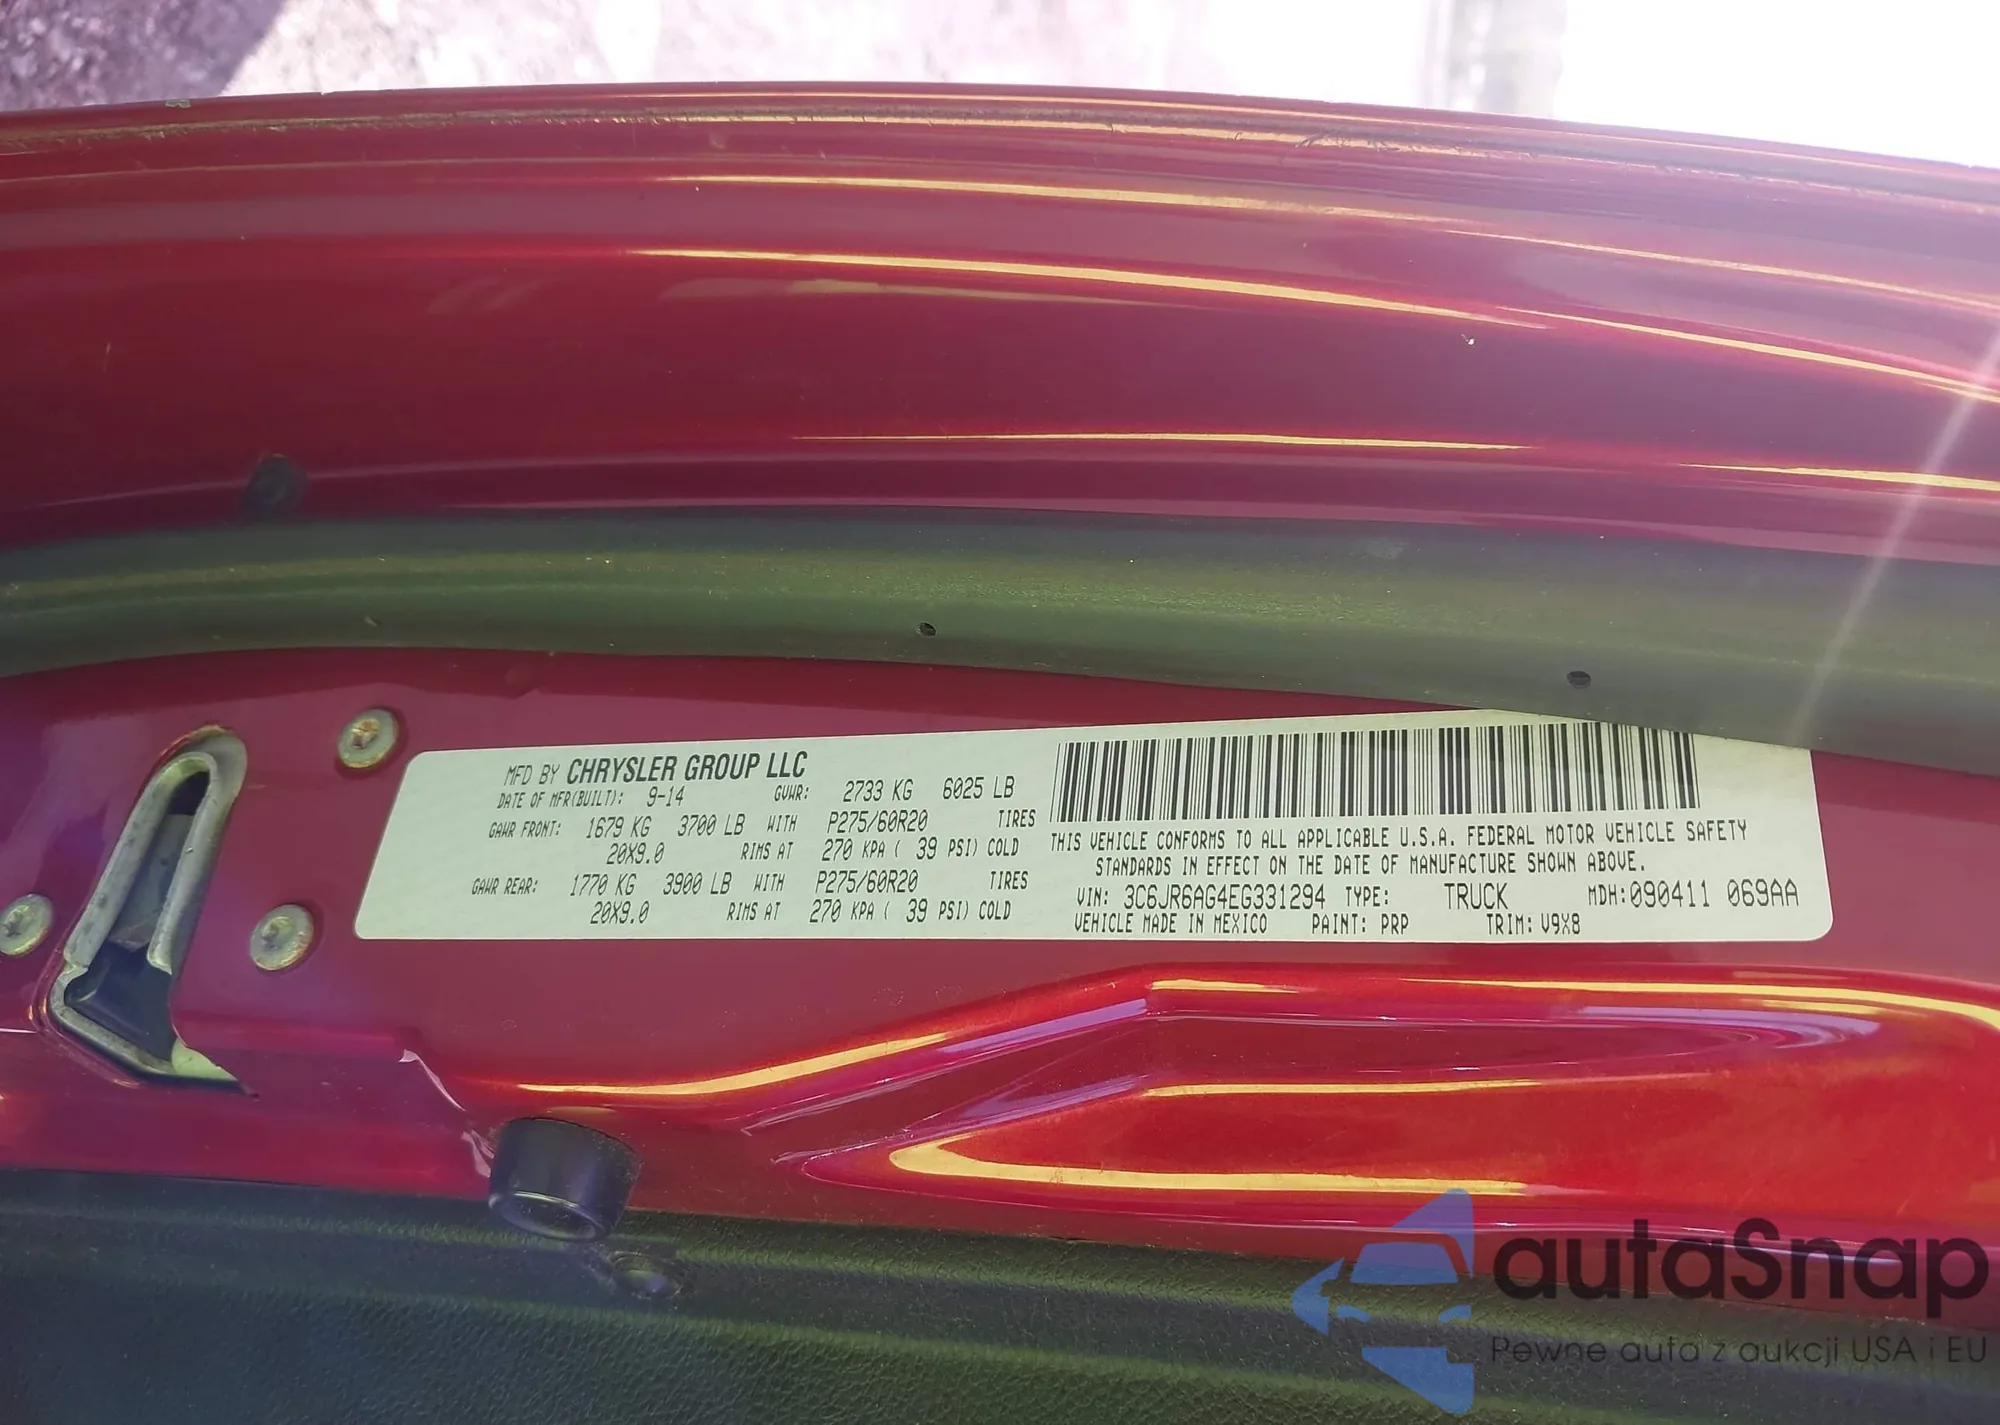 MFD BY CHRYSLER GROUP LLC
DATE OF MFR(BUILT): 9-14 GVWR: 2733 KG 6025 LB
GAWR FRONT: 1679 KG 3700 LB WITH P275/60R20 TIRES
20X9.0 RIMS AT 270 KPA ( 39 PSI) COLD
GAWR REAR: 1770 KG 3900 LB WITH P275/60R20 TIRES
20X9.0 RIMS AT 270 KPA ( 39 PSI) COLD
THIS VEHICLE CONFORMS TO ALL APPLICABLE U.S.A. FEDERAL MOTOR VEHICLE SAFETY
STANDARDS IN EFFECT ON THE DATE OF MANUFACTURE SHOWN ABOVE.
VIN: 3C6JR6AG4EG331294 TYPE: TRUCK MDH:090411 069AA
VEHICLE MADE IN MEXICO PAINT: PRP TRIM: V9X8
autaSnap
Pewne auta z aukcji USA i EU